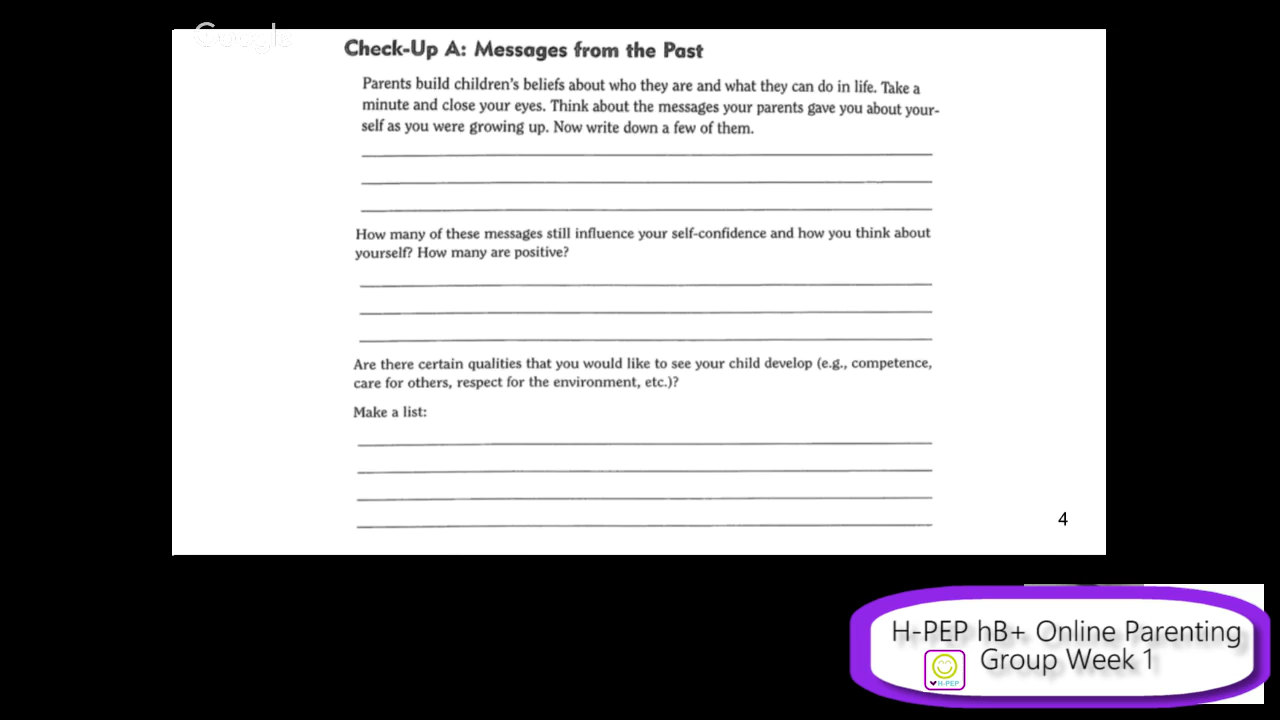 Google
Check-Up A: Messages from the Past
Parents build children's beliefs about who they are and what they can do in life. Take a
minute and close your eyes. Think about the messages your parents gave you about your-
self as you were growing up. Now write down a few of them.
How many of these messages still influence your self-confidence and how you think about
yourself? How many are positive?
Are there certain qualities that you would like to see your child develop (e.g., competence,
care for others, respect for the environment, etc.)?
Make a list:
4
H-PEP hB+ Online Parenting
Group Week 1
H-PEP